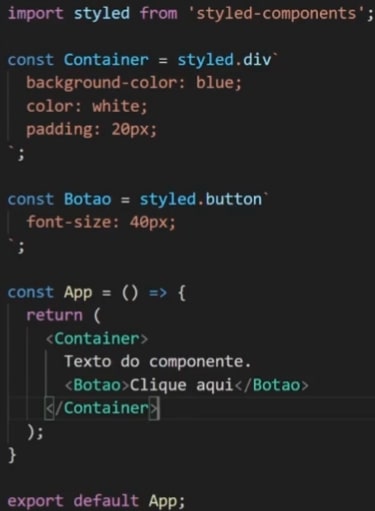 import styled from 'styled-components';
const Container = styled.div`
background-color: blue;
color: white;
padding: 20px;
`;
const Botao = styled.button`
font-size: 40px;
`;
const App = () => {
return (
<Container>
Texto do componente.
<Botao>Clique aqui</Botao>
</Container>
);
}
export default App;